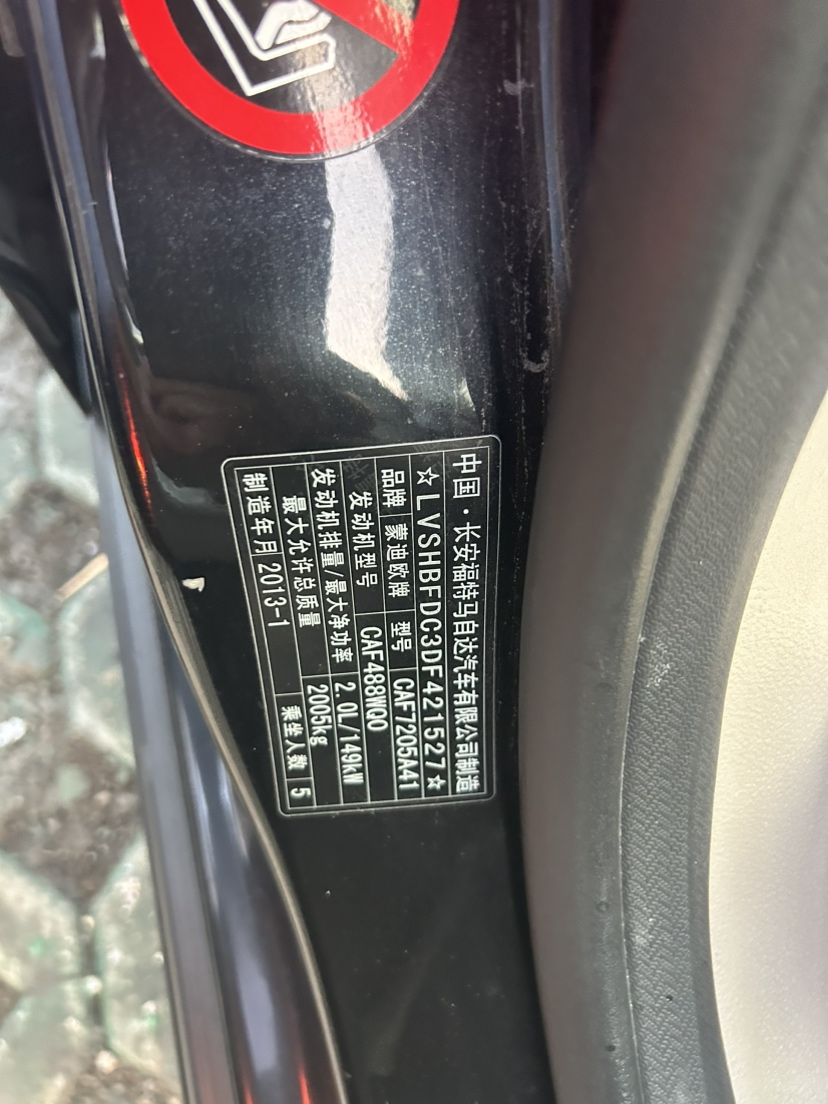 中国·长安福特马自达汽车有限公司制造
☆LVSHBFDC3DF421527☆
品牌 蒙迪欧牌 型号 CAF7205A41
发动机型号 CAF488WQ0
发动机排量/最大净功率 2.0L/149kW
最大允许总质量 2005kg
制造年月 2013-1 乘坐人数 5